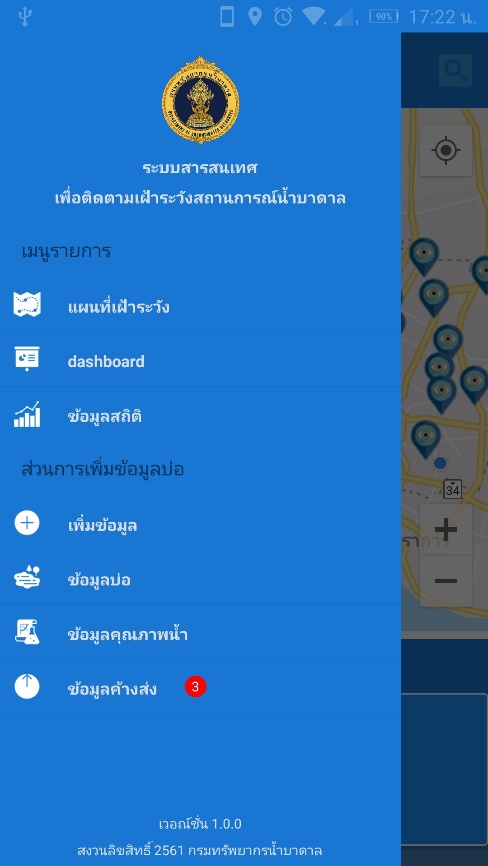 90% 17:22 น.
ระบบสารสนเทศ
เพื่อติดตามเฝ้าระวังสถานการณ์น้ำบาดาล
เมนูรายการ
แผนที่เฝ้าระวัง
dashboard
ข้อมูลสถิติ
ส่วนการเพิ่มข้อมูลบ่อ
34
เพิ่มข้อมูล
ข้อมูลบ่อ
ข้อมูลคุณภาพน้ำ
ข้อมูลค้างส่ง 3
เวอณ์ชั่น 1.0.0
สงวนลิขสิทธิ์ 2561 กรมทรัพยากรน้ำบาดาล